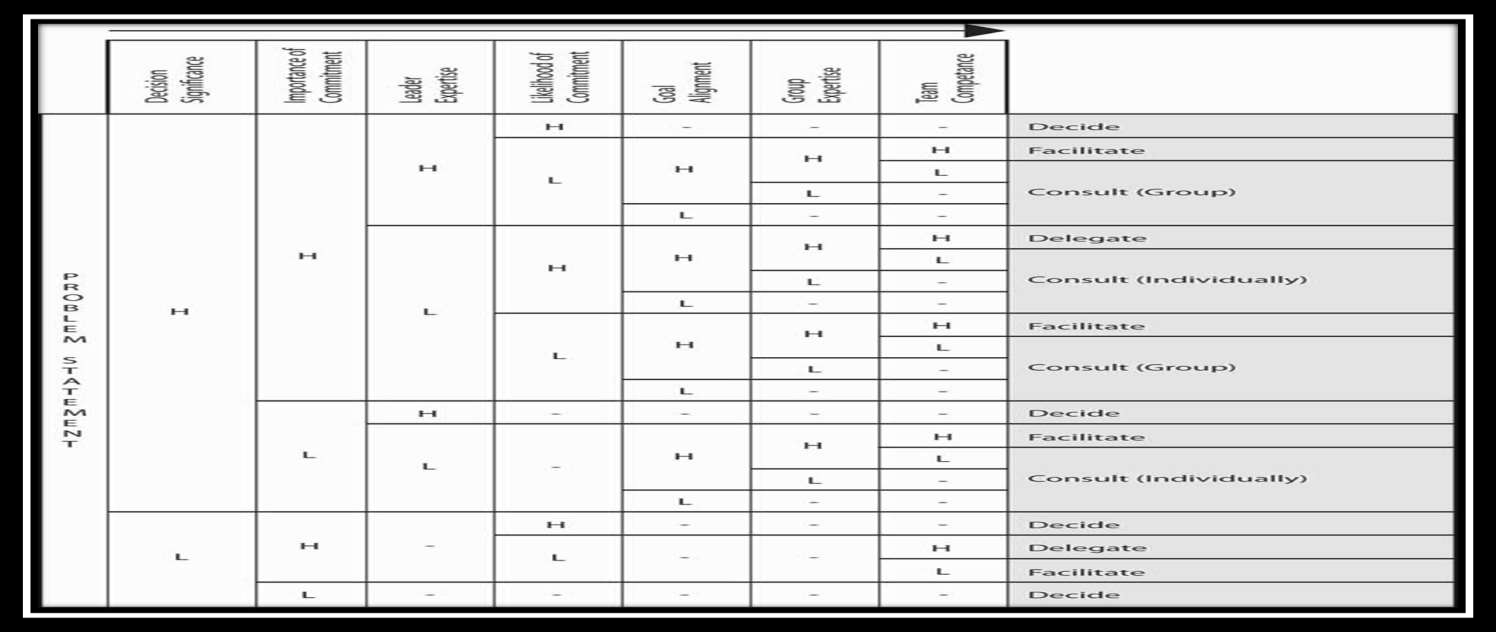 Decision Significance
Importance of Commitment
Leader Expertise
Likelihood of Commitment
Goal Alignment
Group Expertise
Team Competance
PROBLEM STATEMENT
H H H H - - - Decide
L H H H Facilitate
L Consult (Group)
L -
L - -
L H H H H Delegate
L Consult (Individually)
L -
L - -
L H H H Facilitate
L Consult (Group)
L -
L - -
L H - - - - Decide
L - H H H Facilitate
L Consult (Individually)
L -
L - -
L H - H - - - Decide
L - - H Delegate
L Facilitate
L - - - - - Decide